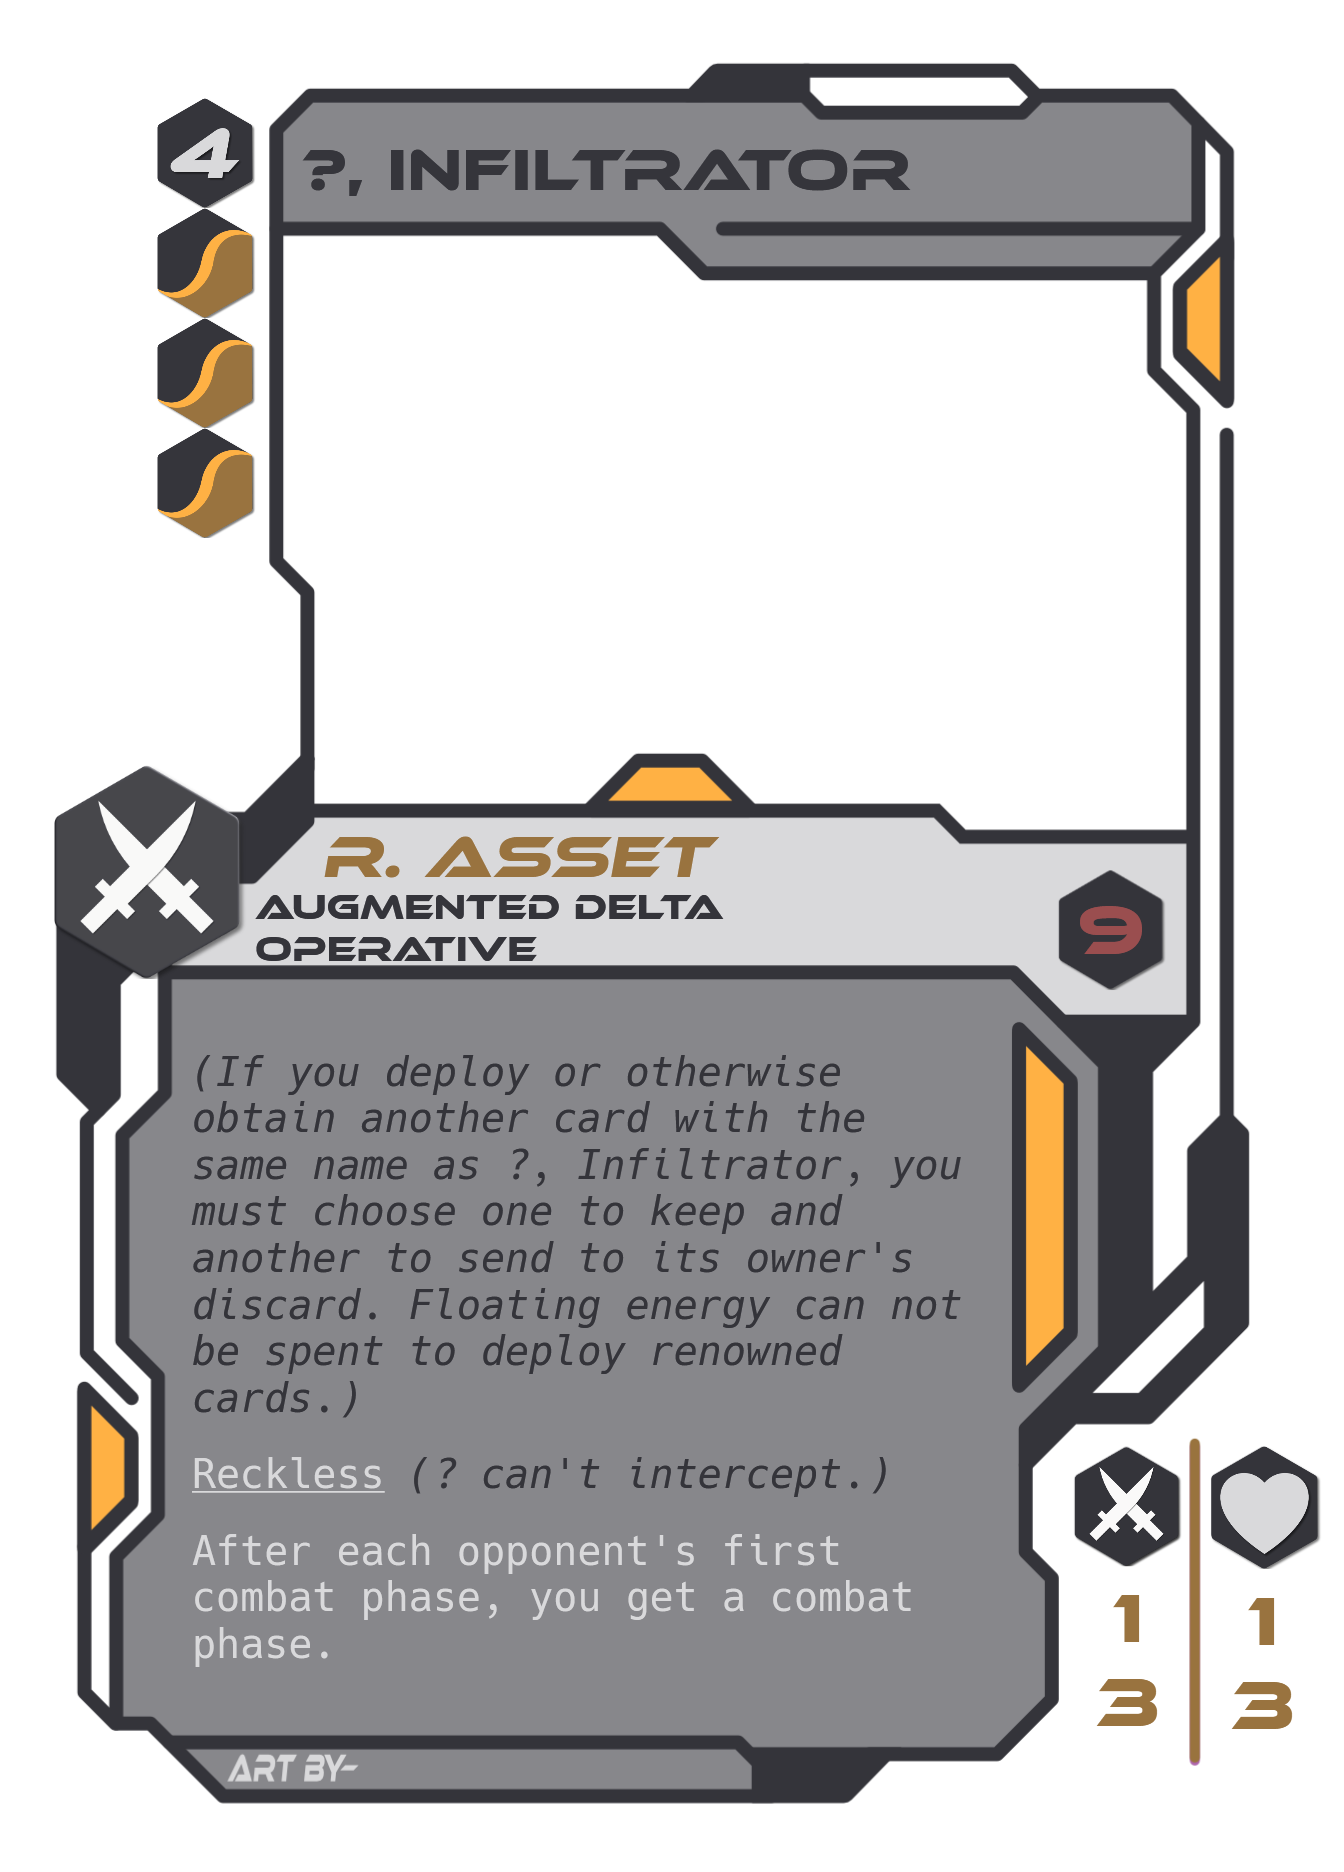 4
?, INFILTRATOR
R. ASSET
AUGMENTED DELTA
OPERATIVE
9
(If you deploy or otherwise
obtain another card with the
same name as ?, Infiltrator, you
must choose one to keep and
another to send to its owner's
discard. Floating energy can not
be spent to deploy renowned
cards.)
Reckless (? can't intercept.)
After each opponent's first
combat phase, you get a combat
phase.
1 1
3 3
ART BY-